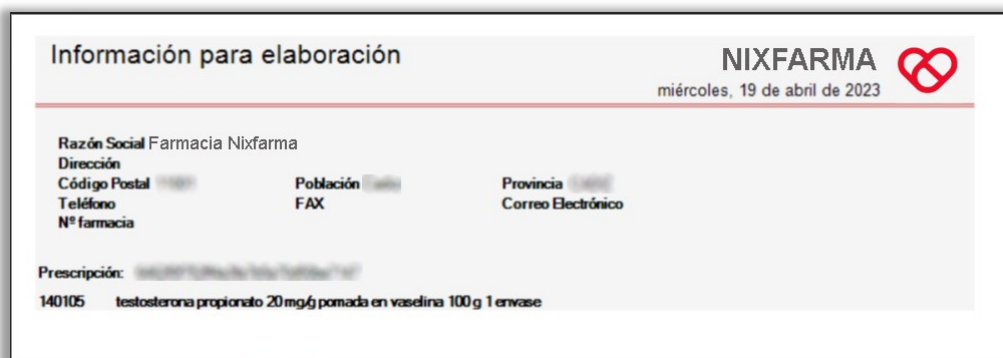 Información para elaboración
NIXFARMA
miércoles, 19 de abril de 2023
Razón Social Farmacia Nixfarma
Dirección
Código Postal Población Provincia
Teléfono FAX Correo Electrónico
Nº farmacia
Prescripción:
140105 testosterona propionato 20 mg/g pomada en vaselina 100 g 1 envase